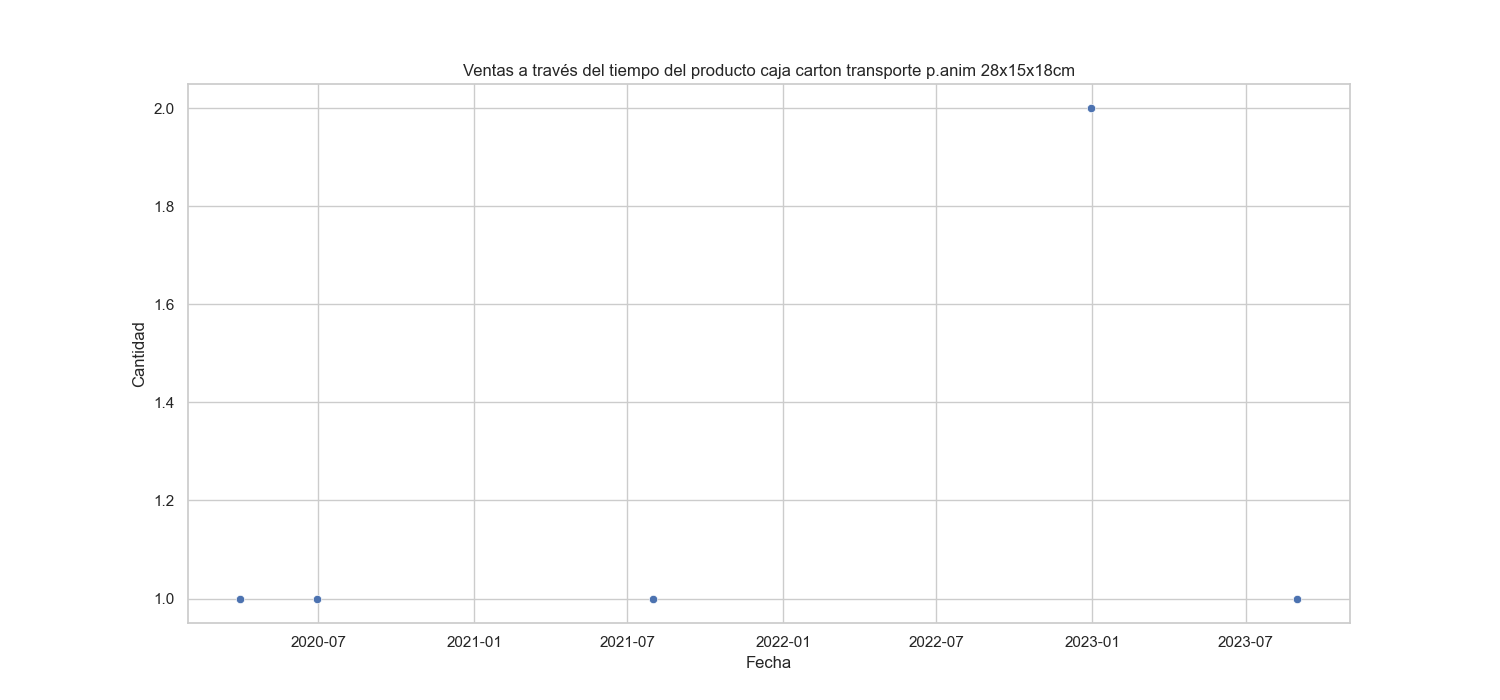 Ventas a través del tiempo del producto caja carton transporte p.anim 28x15x18cm
2.0
1.8
1.6
1.4
1.2
1.0
Cantidad
2020-07 2021-01 2021-07 2022-01 2022-07 2023-01 2023-07
Fecha